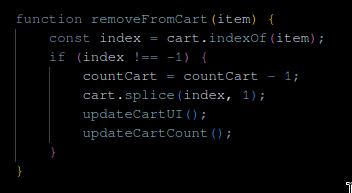 function removeFromCart(item) {
    const index = cart.indexOf(item);
    if (index !== -1) {
        countCart = countCart - 1;
        cart.splice(index, 1);
        updateCartUI();
        updateCartCount();
    }
}